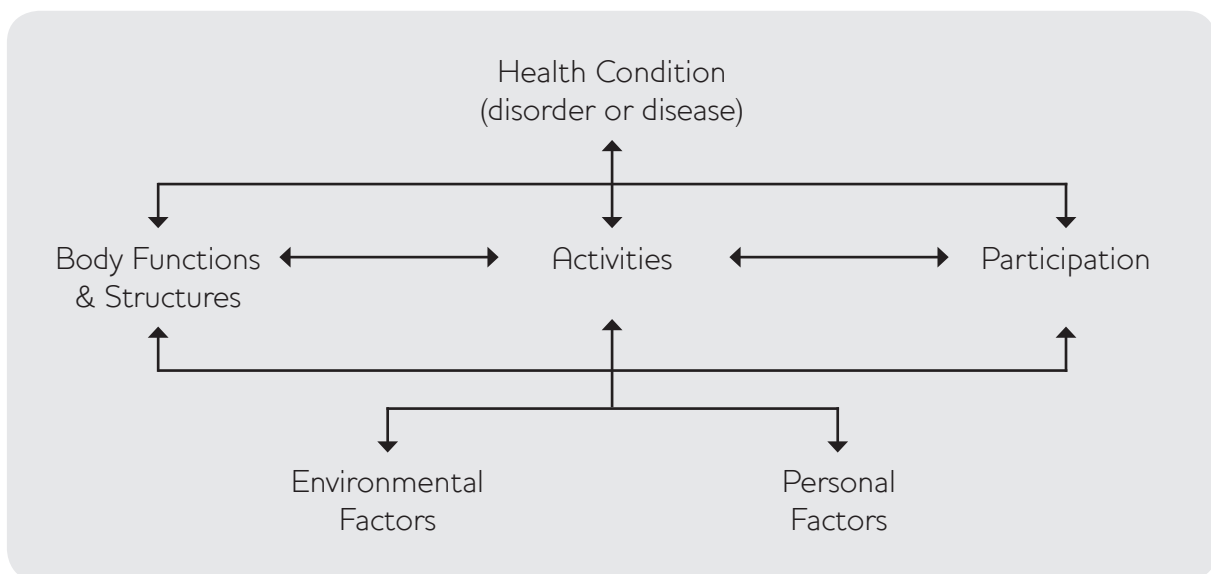 Health Condition
(disorder or disease)
Body Functions
& Structures
Activities
Participation
Environmental
Factors
Personal
Factors